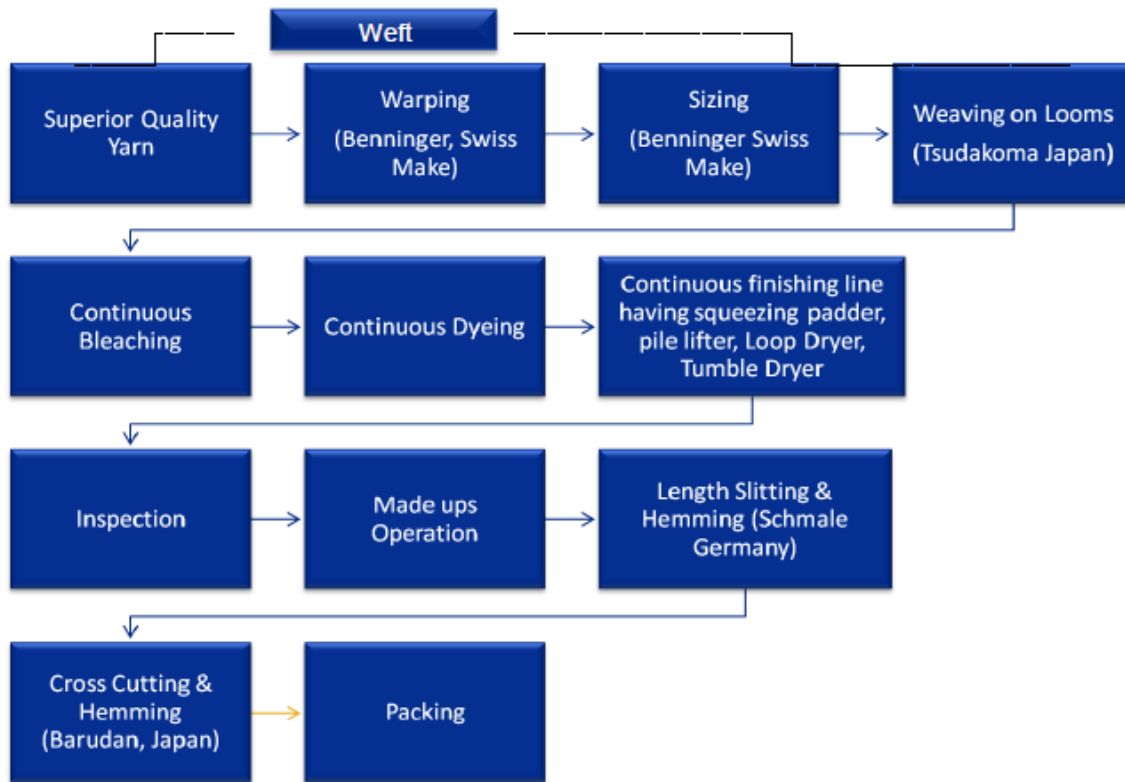 Weft
Superior Quality
Yarn
Warping
(Benninger, Swiss
Make)
Sizing
(Benninger Swiss
Make)
Weaving on Looms
(Tsudakoma Japan)
Continuous
Bleaching
Continuous Dyeing
Continuous finishing line
having squeezing padder,
pile lifter, Loop Dryer,
Tumble Dryer
Inspection
Made ups
Operation
Length Slitting &
Hemming (Schmale
Germany)
Cross Cutting &
Hemming
(Barudan, Japan)
Packing